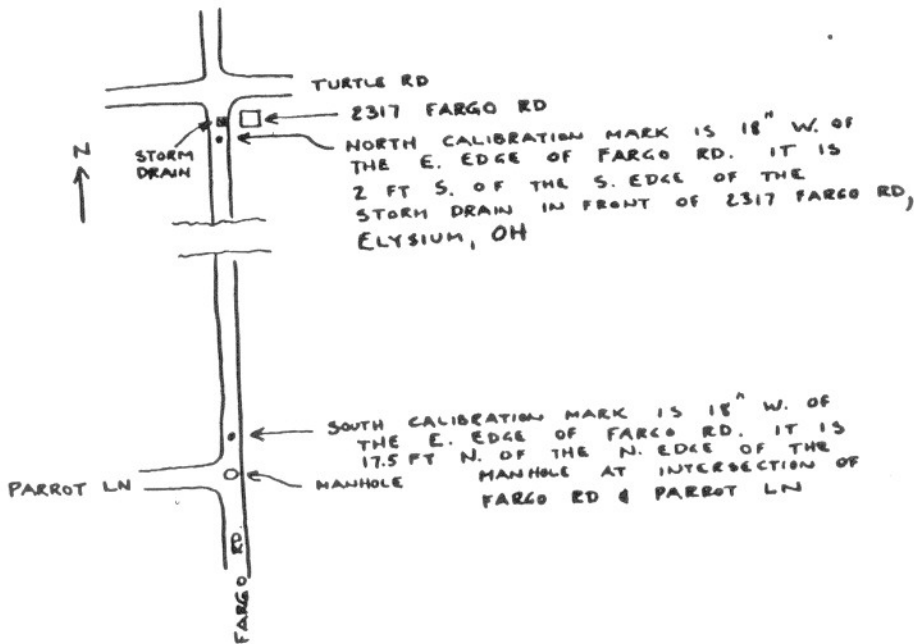 TURTLE RD
2317 FARGO RD
STORM
DRAIN
N
NORTH CALIBRATION MARK IS 18" W. OF
THE E. EDGE OF FARGO RD. IT IS
2 FT S. OF THE S. EDGE OF THE
STORM DRAIN IN FRONT OF 2317 FARGO RD,
ELYSIUM, OH
SOUTH CALIBRATION MARK IS 18" W. OF
THE E. EDGE OF FARGO RD. IT IS
17.5 FT N. OF THE N. EDGE OF THE
MANHOLE AT INTERSECTION OF
FARGO RD & PARROT LN
MANHOLE
PARROT LN
FARGO RD.